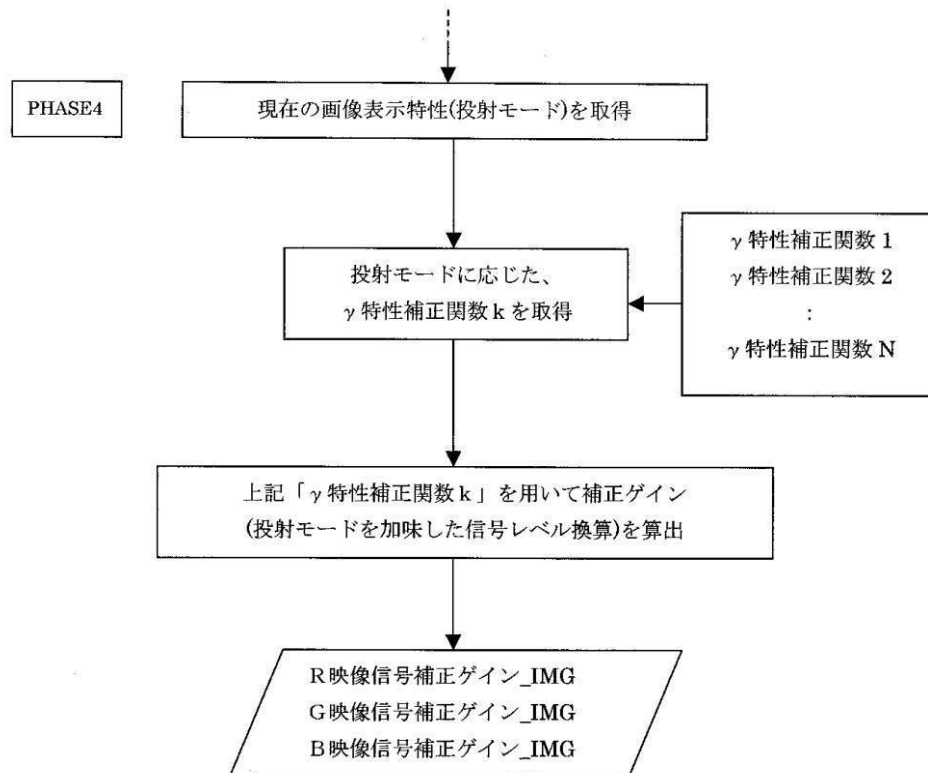 PHASE4
現在の画像表示特性(投射モード)を取得
投射モードに応じた、
γ特性補正関数kを取得
γ特性補正関数1
γ特性補正関数2
:
γ特性補正関数N
上記「γ特性補正関数k」を用いて補正ゲイン
(投射モードを加味した信号レベル換算)を算出
R映像信号補正ゲイン_IMG
G映像信号補正ゲイン_IMG
B映像信号補正ゲイン_IMG